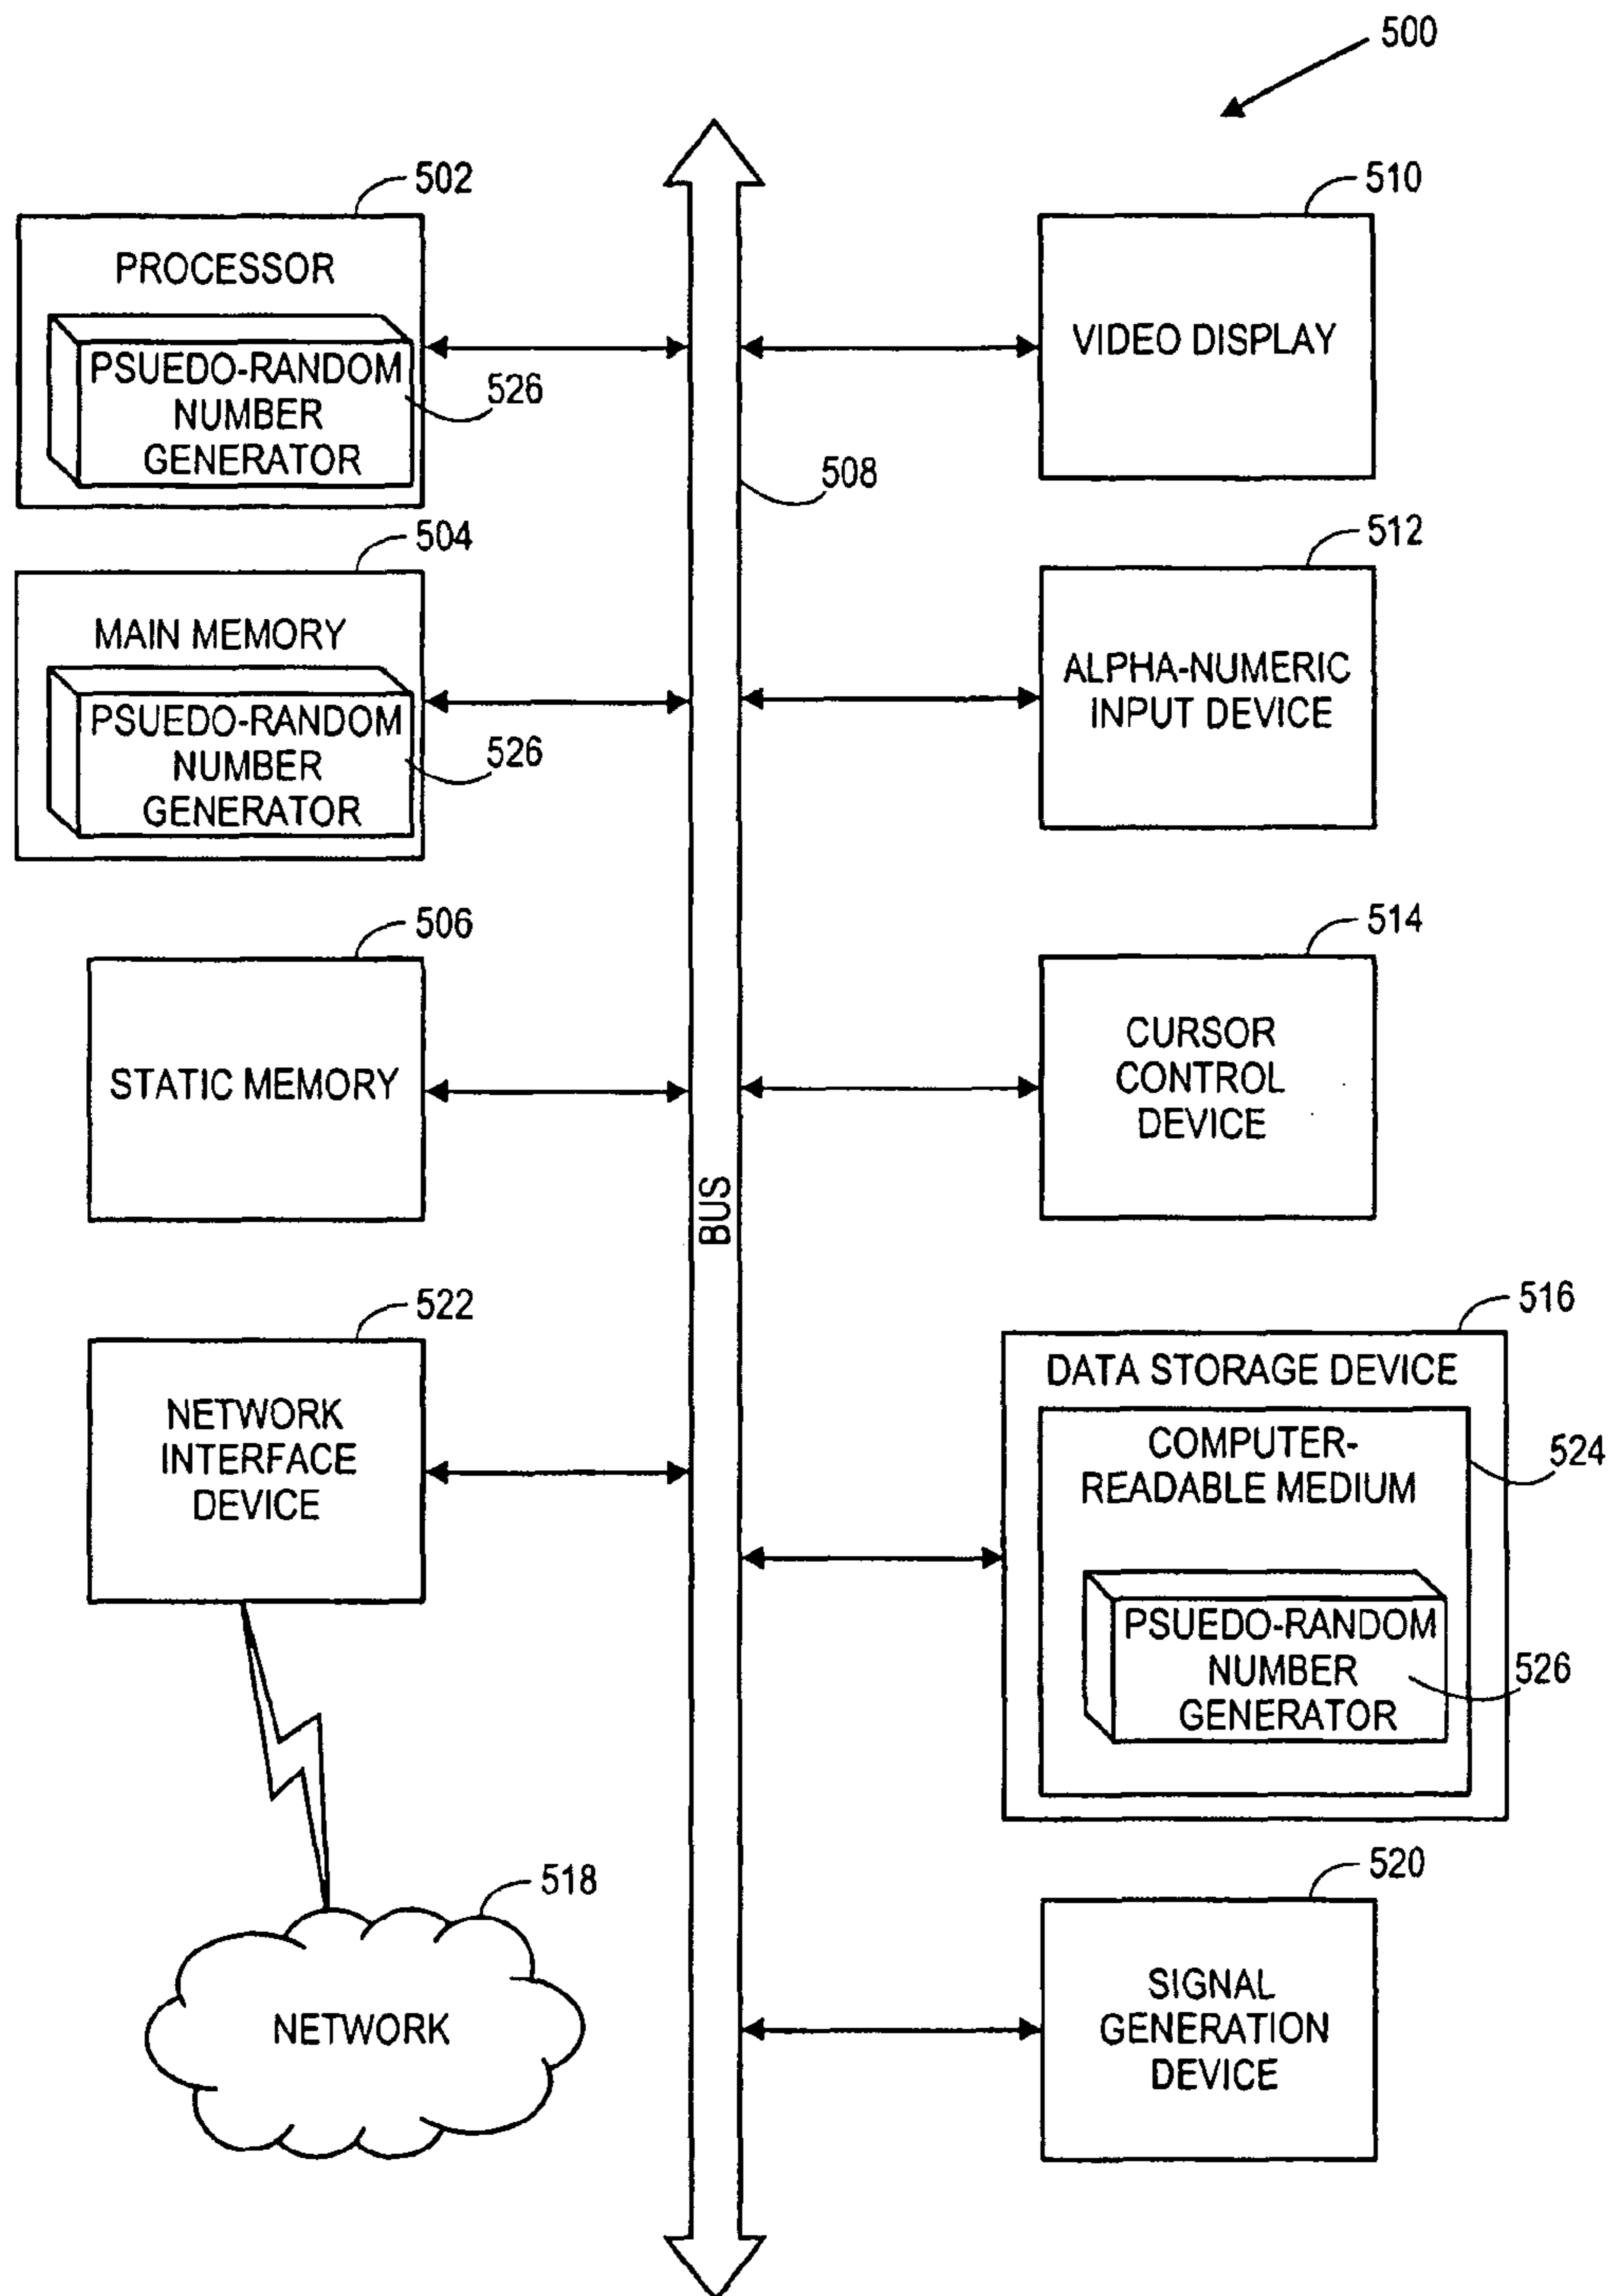 500
502
PROCESSOR
PSUEDO-RANDOM
NUMBER
GENERATOR
526
504
MAIN MEMORY
PSUEDO-RANDOM
NUMBER
GENERATOR
526
506
STATIC MEMORY
522
NETWORK
INTERFACE
DEVICE
518
NETWORK
508
BUS
510
VIDEO DISPLAY
512
ALPHA-NUMERIC
INPUT DEVICE
514
CURSOR
CONTROL
DEVICE
516
DATA STORAGE DEVICE
COMPUTER-
READABLE MEDIUM
524
PSUEDO-RANDOM
NUMBER
GENERATOR
526
520
SIGNAL
GENERATION
DEVICE